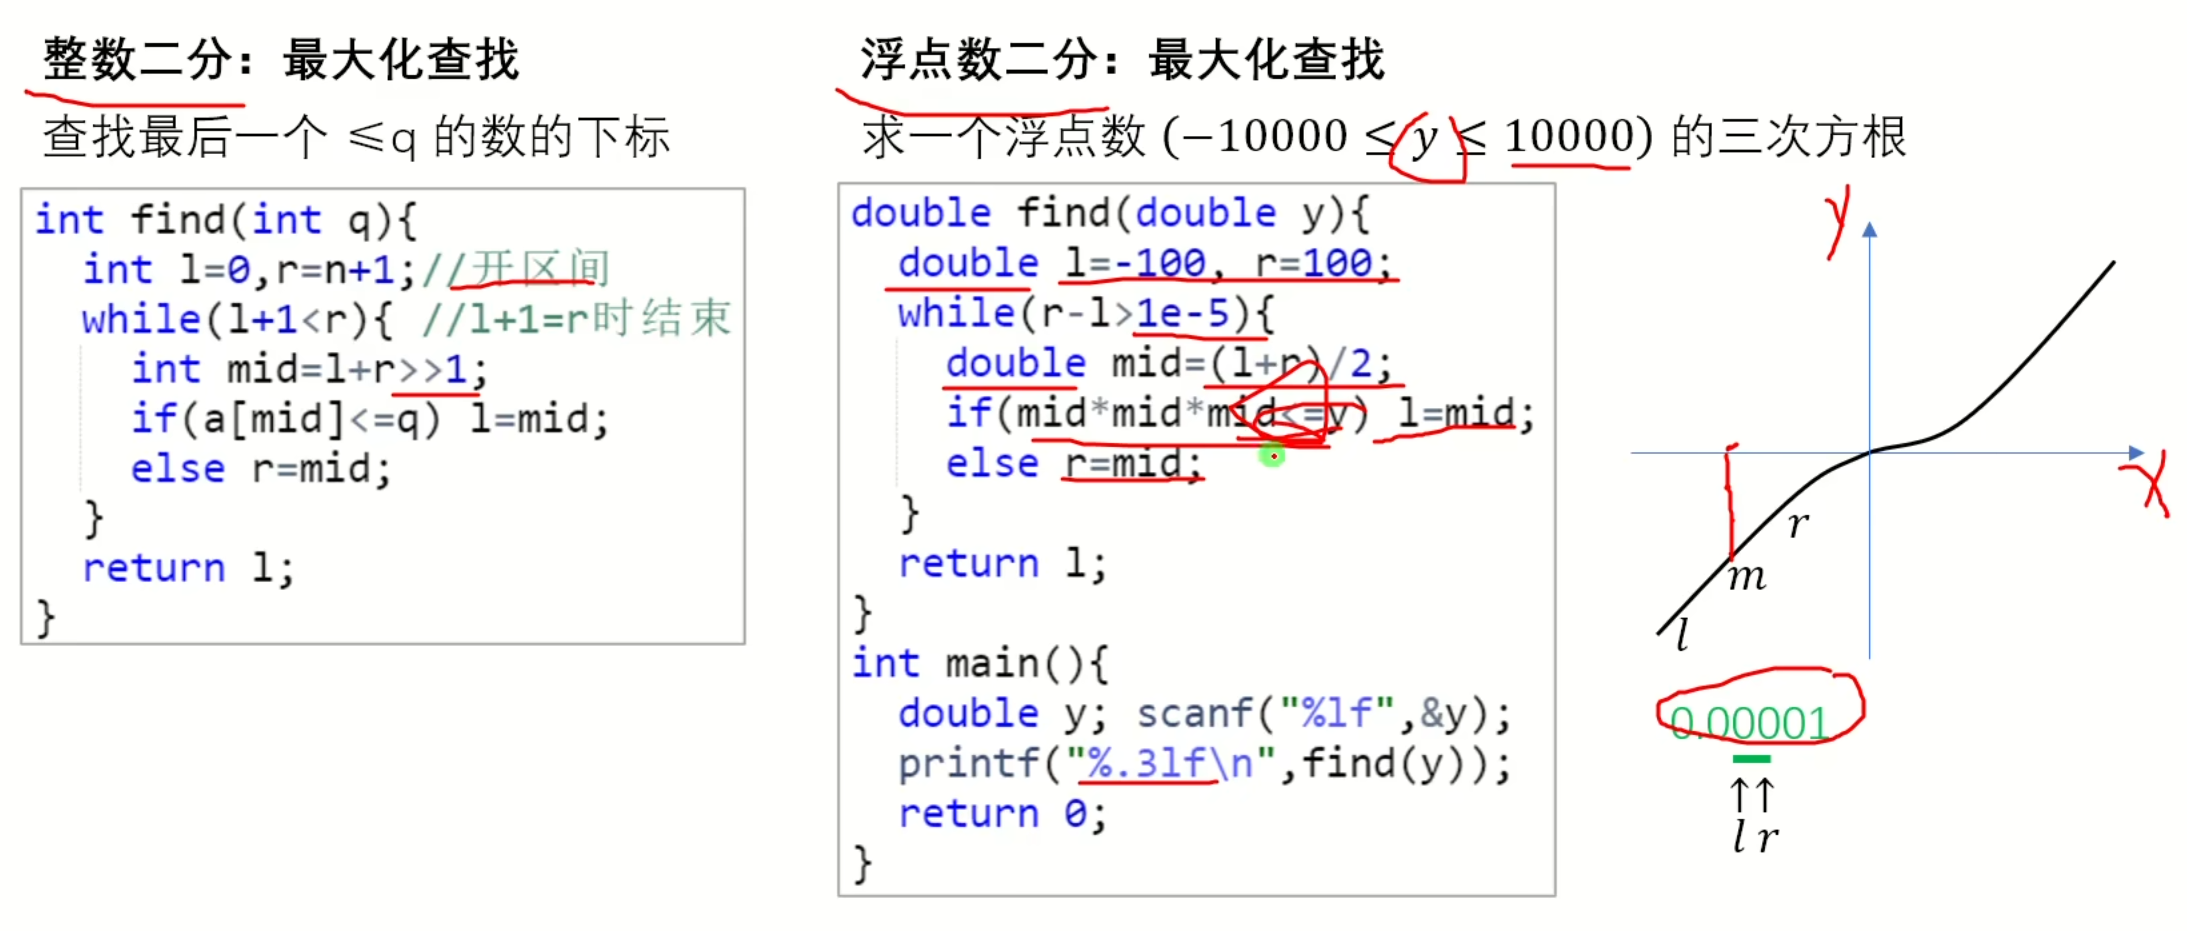 整数二分：最大化查找
查找最后一个 ≤q 的数的下标
int find(int q){
int l=0,r=n+1;//开区间
while(l+1<r){ //l+1=r时结束
int mid=l+r>>1;
if(a[mid]<=q) l=mid;
else r=mid;
}
return l;
}
浮点数二分：最大化查找
求一个浮点数 (−10000 ≤ y ≤ 10000) 的三次方根
double find(double y){
double l=-100, r=100;
while(r-l>1e-5){
double mid=(l+r)/2;
if(mid*mid*mid<=y) l=mid;
else r=mid;
}
return l;
}
int main(){
double y; scanf("%lf",&y);
printf("%.3lf\n",find(y));
return 0;
}
y
x
r
m
l
0.00001
↑↑
l r